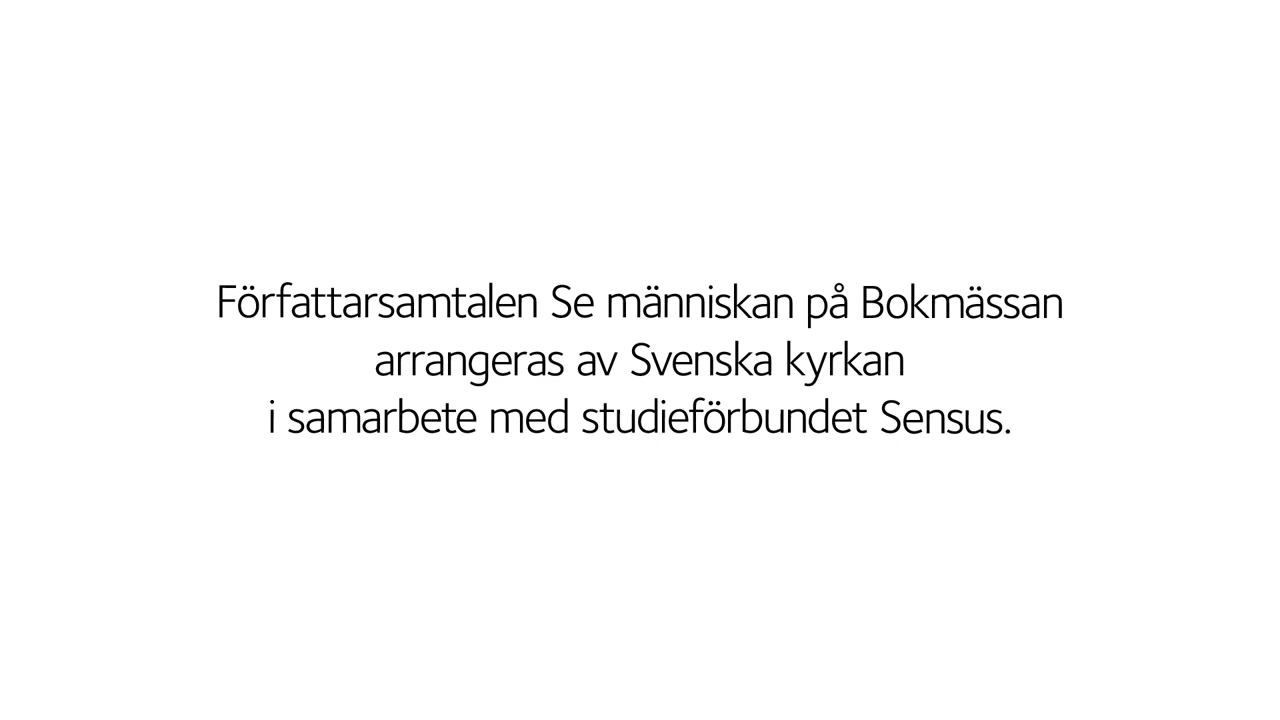 Författarsamtalen Se människan på Bokmässan
arrangeras av Svenska kyrkan
i samarbete med studieförbundet Sensus.